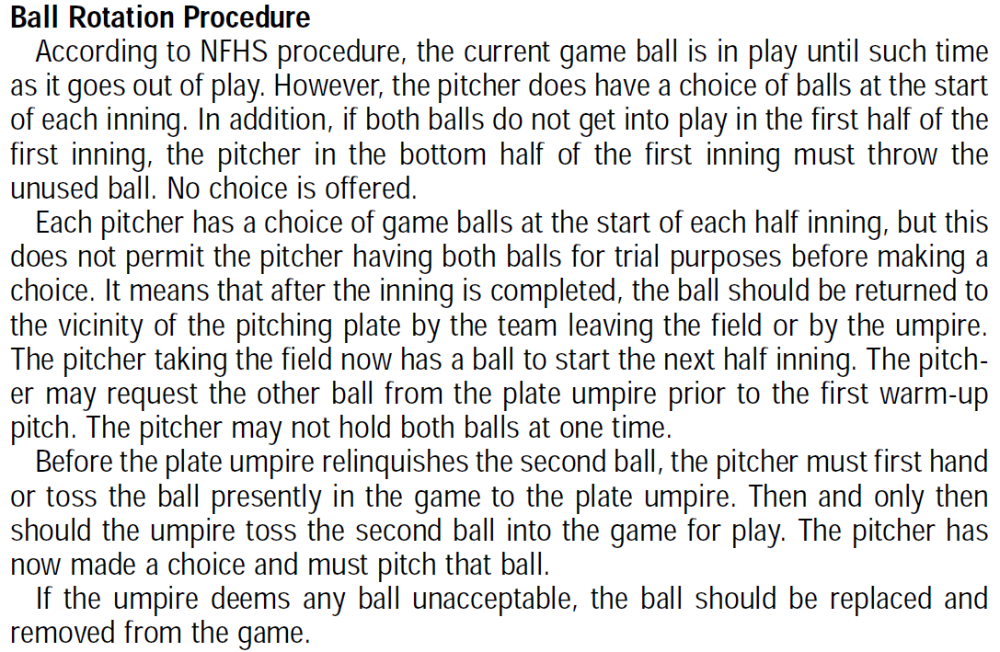 Ball Rotation Procedure
According to NFHS procedure, the current game ball is in play until such time
as it goes out of play. However, the pitcher does have a choice of balls at the start
of each inning. In addition, if both balls do not get into play in the first half of the
first inning, the pitcher in the bottom half of the first inning must throw the
unused ball. No choice is offered.
Each pitcher has a choice of game balls at the start of each half inning, but this
does not permit the pitcher having both balls for trial purposes before making a
choice. It means that after the inning is completed, the ball should be returned to
the vicinity of the pitching plate by the team leaving the field or by the umpire.
The pitcher taking the field now has a ball to start the next half inning. The pitch-
er may request the other ball from the plate umpire prior to the first warm-up
pitch. The pitcher may not hold both balls at one time.
Before the plate umpire relinquishes the second ball, the pitcher must first hand
or toss the ball presently in the game to the plate umpire. Then and only then
should the umpire toss the second ball into the game for play. The pitcher has
now made a choice and must pitch that ball.
If the umpire deems any ball unacceptable, the ball should be replaced and
removed from the game.